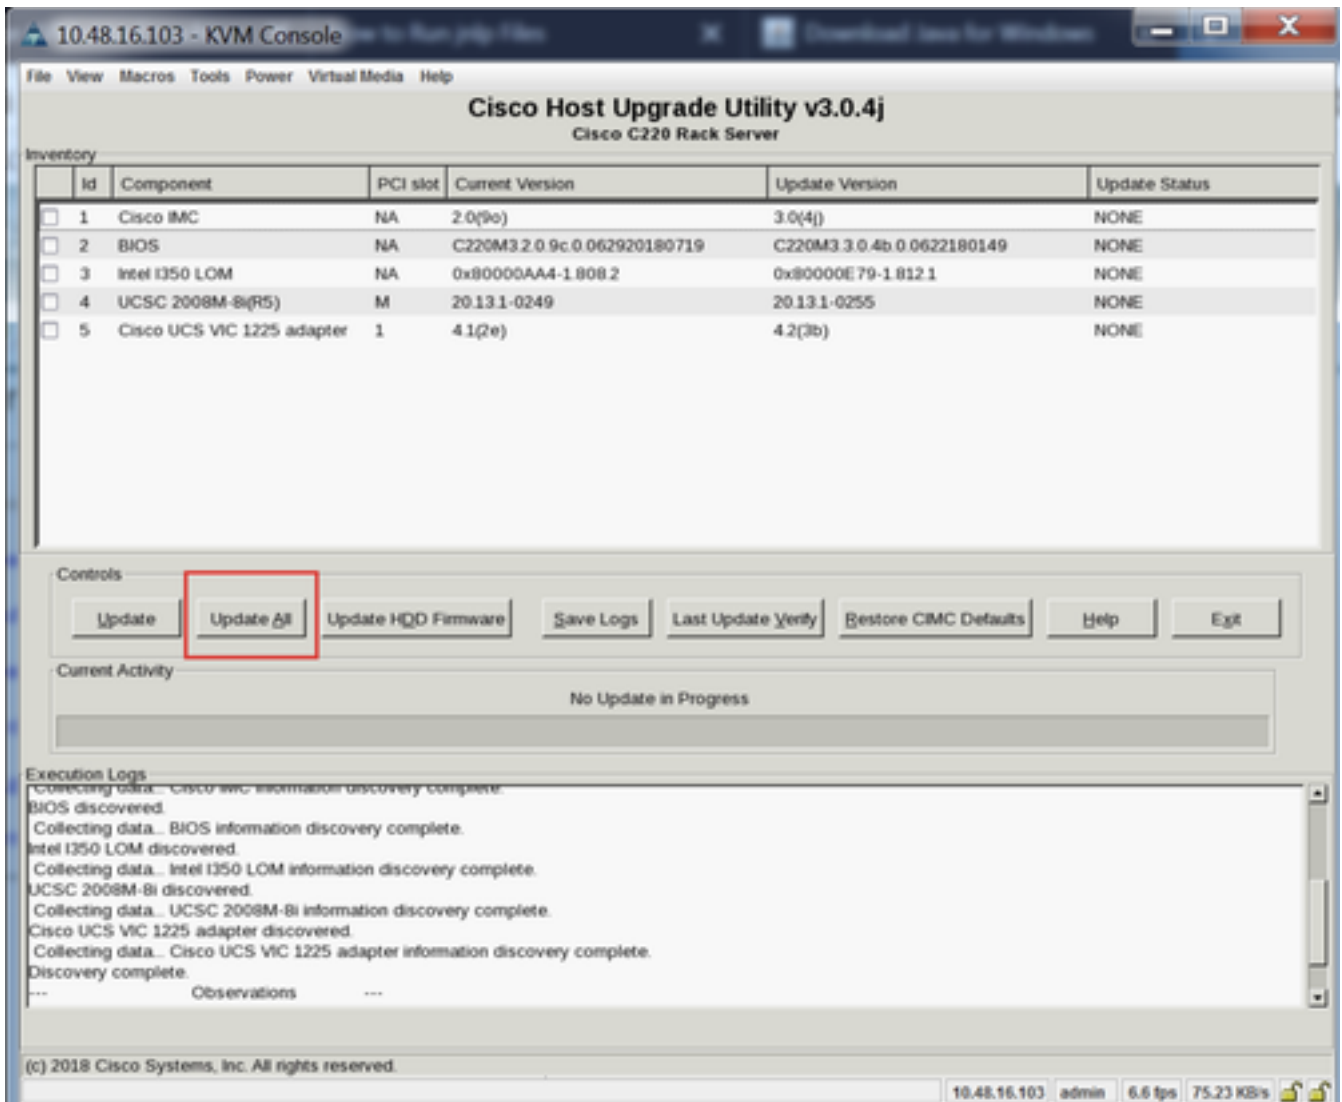 10.48.16.103 - KVM Console
File View Macros Tools Power Virtual Media Help
Cisco Host Upgrade Utility v3.0.4j
Cisco C220 Rack Server
Inventory
Id Component PCI slot Current Version Update Version Update Status
1 Cisco IMC NA 2.0(9o) 3.0(4j) NONE
2 BIOS NA C220M3.2.0.9c.0.062920180719 C220M3.3.0.4b.0.0622180149 NONE
3 Intel I350 LOM NA 0x80000AA4-1.808.2 0x80000E79-1.812.1 NONE
4 UCSC 2008M-8i(R5) M 20.13.1-0249 20.13.1-0255 NONE
5 Cisco UCS VIC 1225 adapter 1 4.1(2e) 4.2(3b) NONE
Controls
Update Update All Update HDD Firmware Save Logs Last Update Verify Restore CIMC Defaults Help Exit
Current Activity
No Update in Progress
Execution Logs
Collecting data... Cisco IMC information discovery complete.
BIOS discovered.
Collecting data... BIOS information discovery complete.
Intel I350 LOM discovered.
Collecting data... Intel I350 LOM information discovery complete.
UCSC 2008M-8i discovered.
Collecting data... UCSC 2008M-8i information discovery complete.
Cisco UCS VIC 1225 adapter discovered.
Collecting data... Cisco UCS VIC 1225 adapter information discovery complete.
Discovery complete.
--- Observations ---
(c) 2018 Cisco Systems, Inc. All rights reserved.
10.48.16.103 admin 6.6 fps 75.23 KB/s